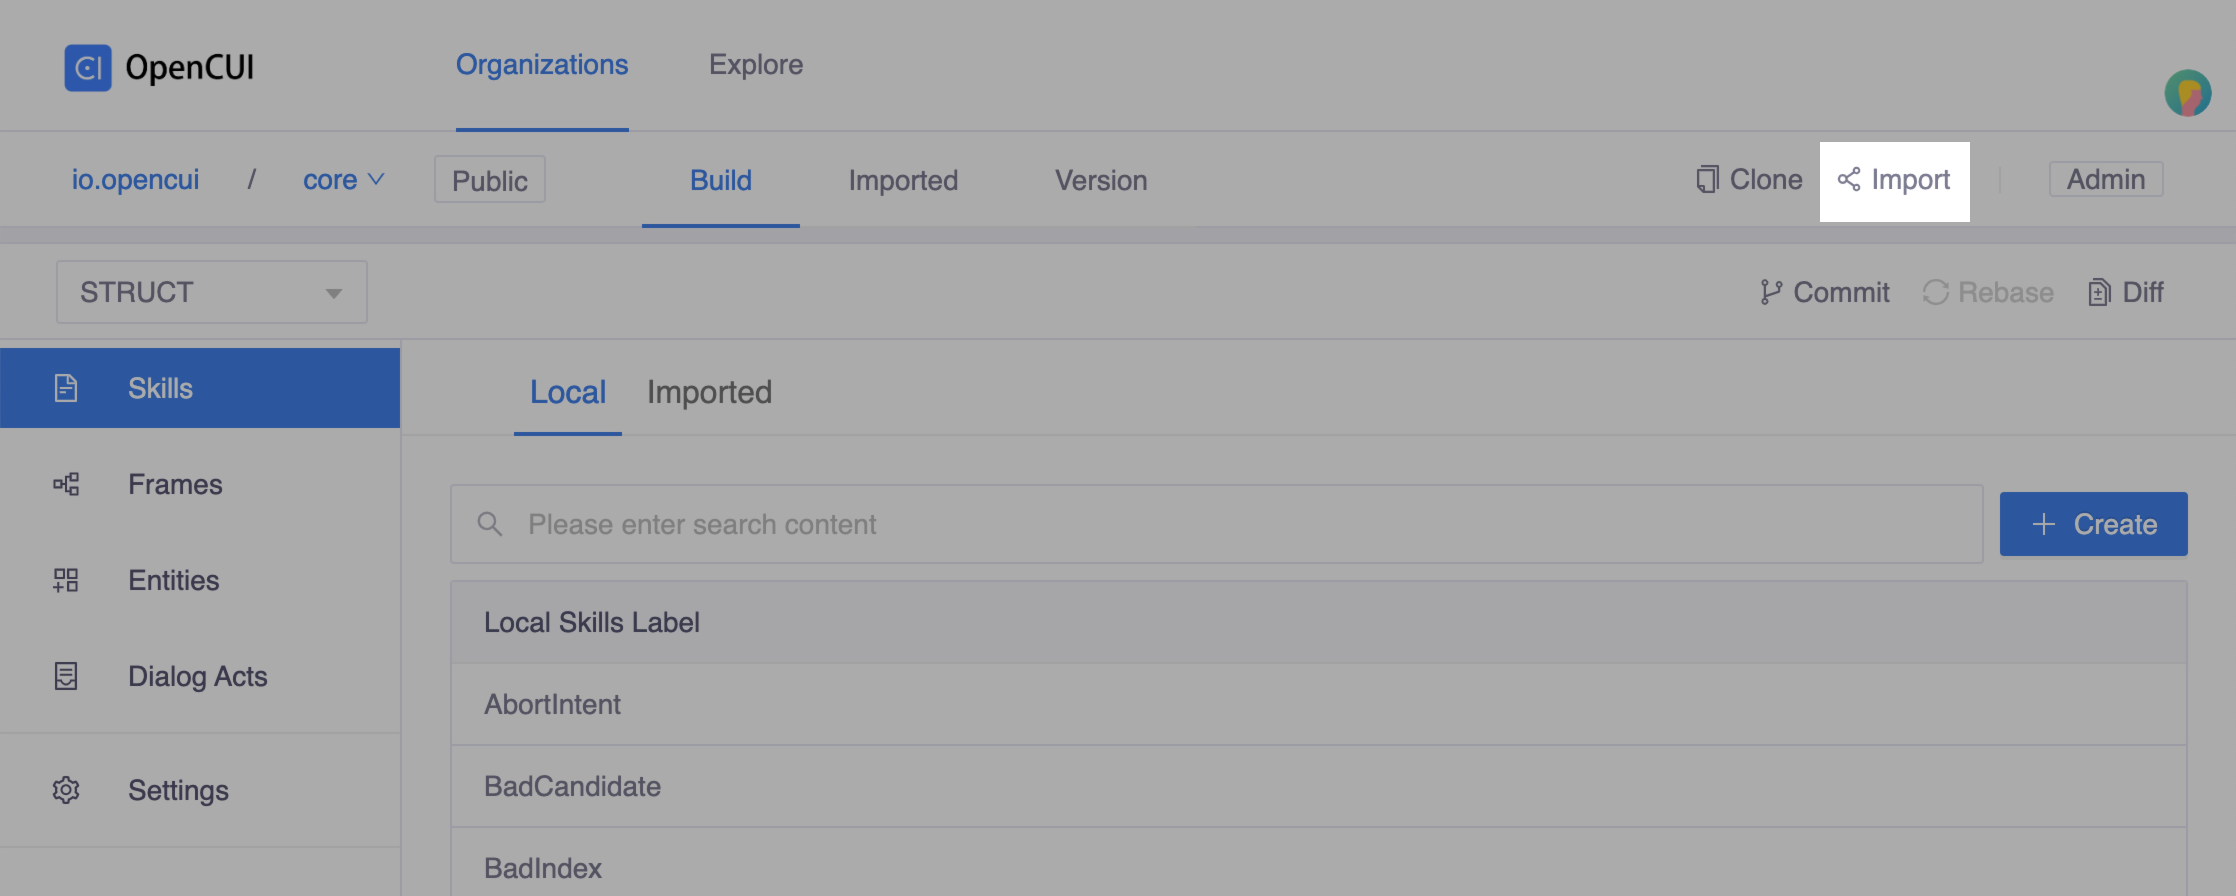 CI OpenCUI Organizations Explore
io.opencui / core Public Build Imported Version Clone Import Admin
STRUCT Commit Rebase Diff
Skills
Frames
Entities
Dialog Acts
Settings
Local Imported
Please enter search content + Create
Local Skills Label
AbortIntent
BadCandidate
BadIndex